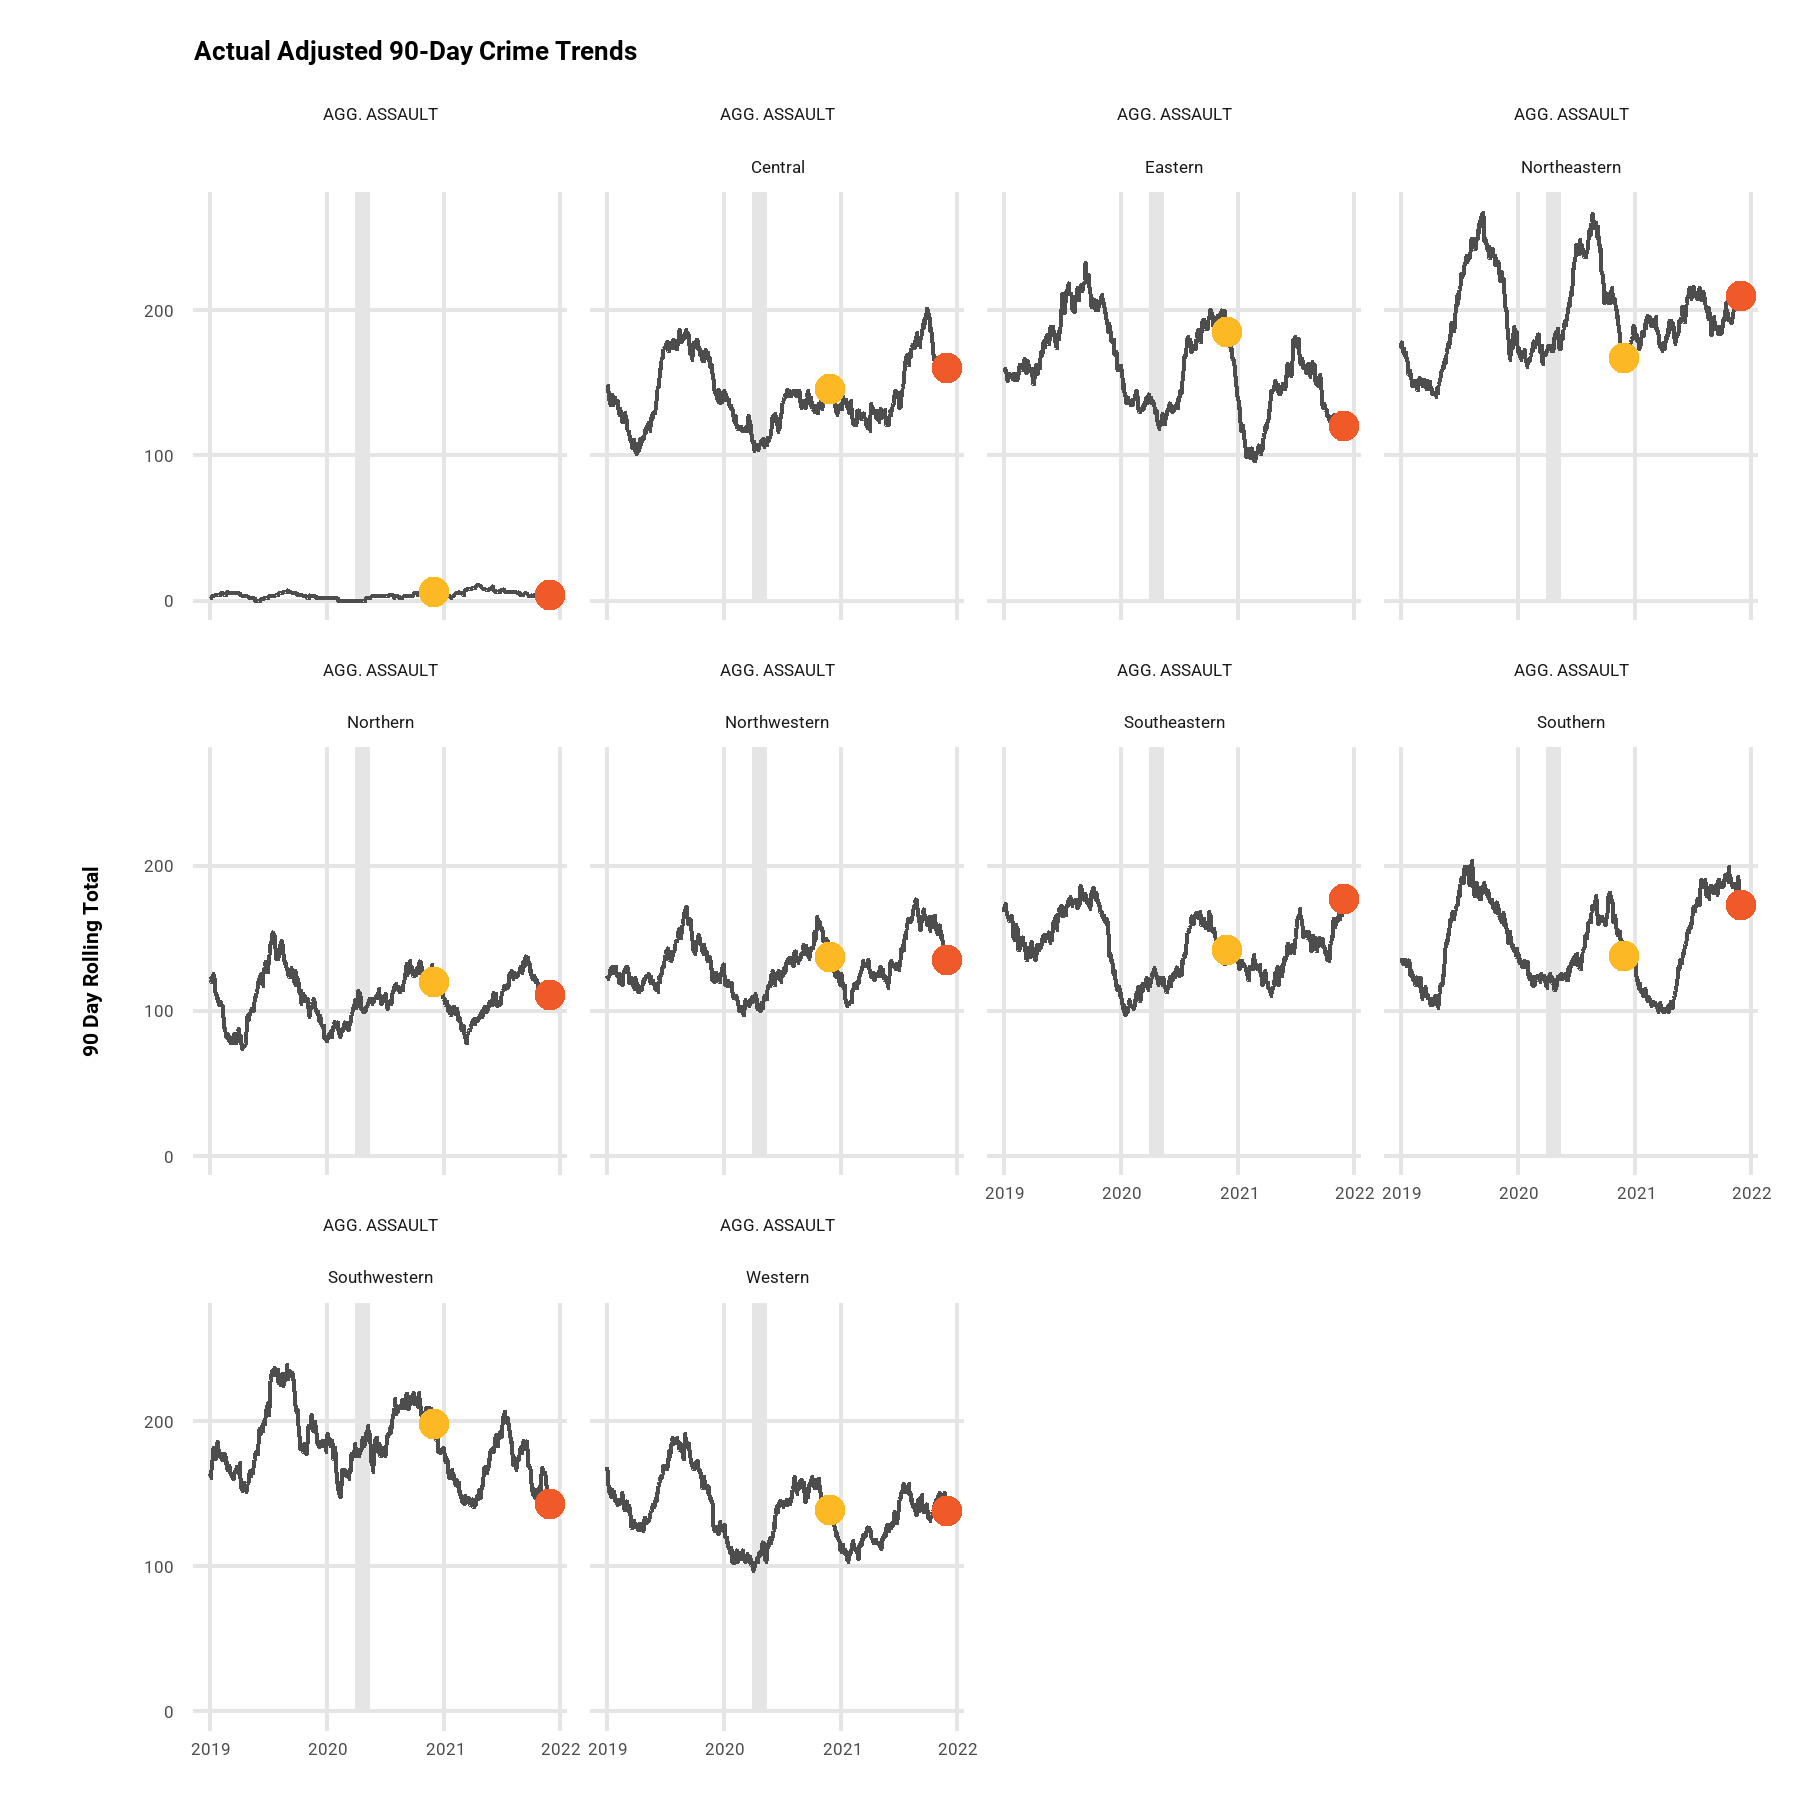 Actual Adjusted 90-Day Crime Trends
AGG. ASSAULT
AGG. ASSAULT
AGG. ASSAULT
AGG. ASSAULT
Central
Eastern
Northeastern
200
100
0
AGG. ASSAULT
AGG. ASSAULT
AGG. ASSAULT
AGG. ASSAULT
Northern
Northwestern
Southeastern
Southern
90 Day Rolling Total
200
100
0
2019
2020
2021
2022
2019
2020
2021
2022
AGG. ASSAULT
AGG. ASSAULT
Southwestern
Western
200
100
0
2019
2020
2021
2022
2019
2020
2021
2022